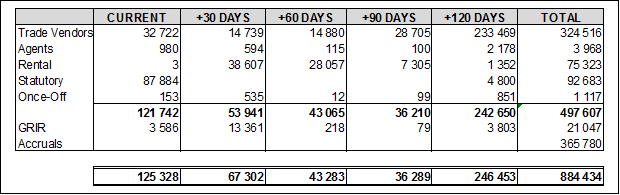 CURRENT +30 DAYS +60 DAYS +90 DAYS +120 DAYS TOTAL
Trade Vendors 32 722 14 739 14 880 28 705 233 469 324 516
Agents 980 594 115 100 2 178 3 968
Rental 3 38 607 28 057 7 305 1 352 75 323
Statutory 87 884 4 800 92 683
Once-Off 153 535 12 99 851 1 117
121 742 53 941 43 065 36 210 242 650 497 607
GRIR 3 586 13 361 218 79 3 803 21 047
Accruals 365 780
125 328 67 302 43 283 36 289 246 453 884 434